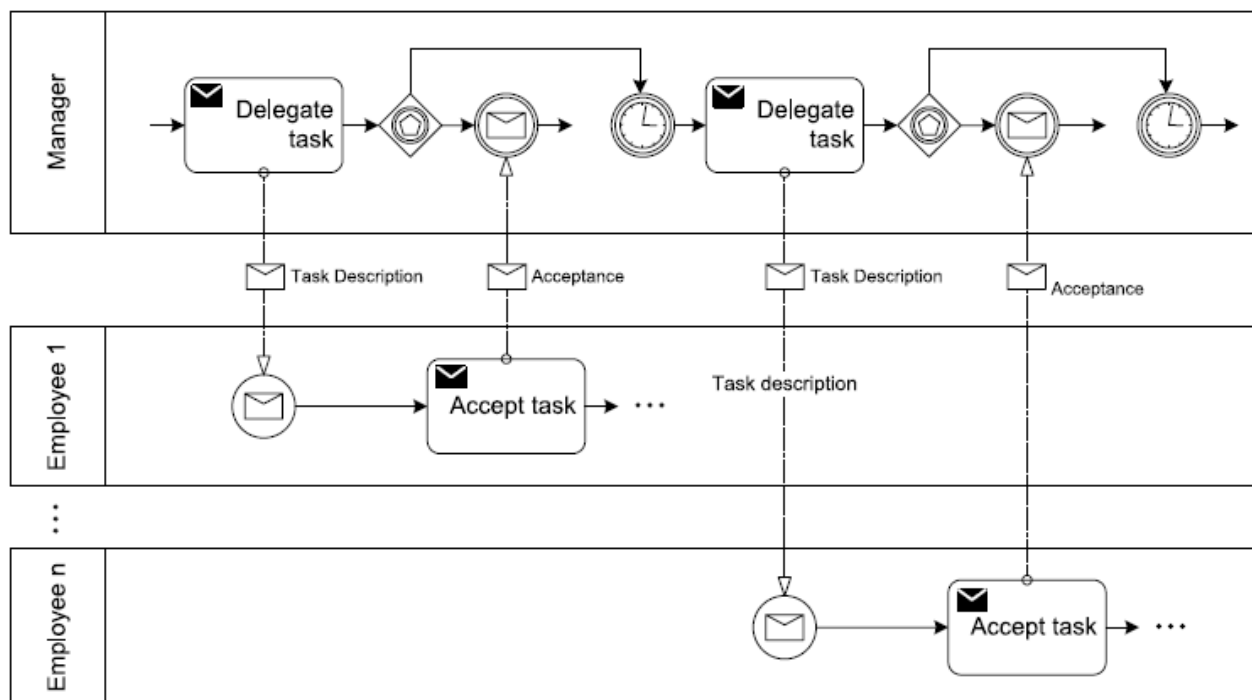 Manager
Delegate
task
Delegate
task
Task Description
Acceptance
Task Description
Acceptance
Employee 1
Accept task
...
Task description
...
Employee n
Accept task
...